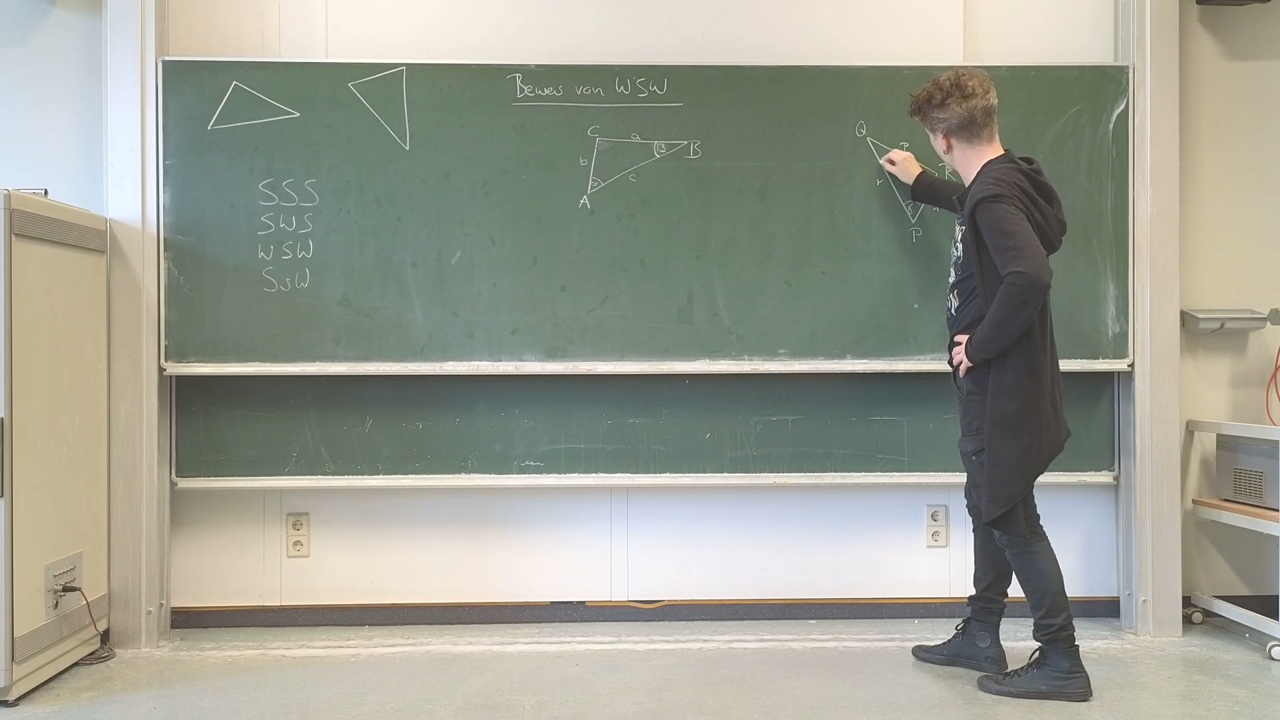 Beweis von WSW
C a B
b β
α c
A
Q p R
r
P
SSS
SWS
WSW
SsW